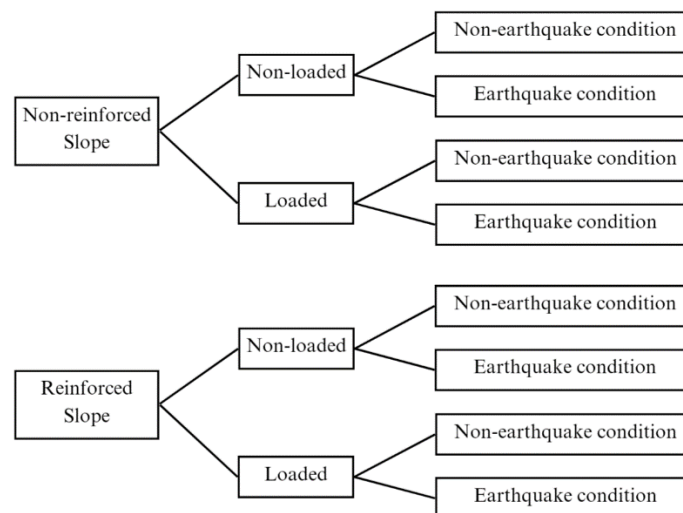 Non-earthquake condition
Non-loaded
Earthquake condition
Non-reinforced
Slope
Non-earthquake condition
Loaded
Earthquake condition
Non-earthquake condition
Non-loaded
Earthquake condition
Reinforced
Slope
Non-earthquake condition
Loaded
Earthquake condition